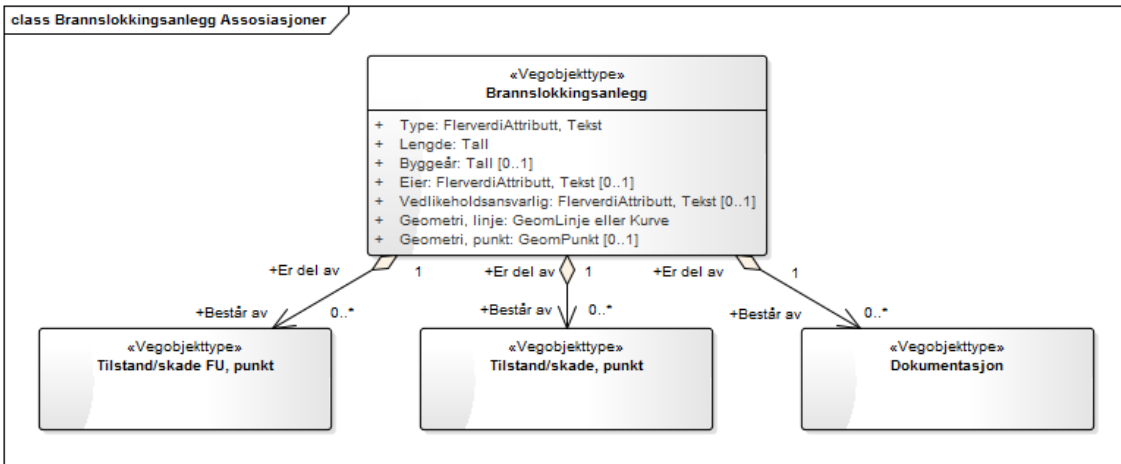 class Brannslokkingsanlegg Assosiasjoner
«Vegobjekttype»
Brannslokkingsanlegg
+ Type: FlerverdiAttributt, Tekst
+ Lengde: Tall
+ Byggeår: Tall [0..1]
+ Eier: FlerverdiAttributt, Tekst [0..1]
+ Vedlikeholdsansvarlig: FlerverdiAttributt, Tekst [0..1]
+ Geometri, linje: GeomLinje eller Kurve
+ Geometri, punkt: GeomPunkt [0..1]
+Er del av 1 +Er del av 1 +Er del av 1
+Består av 0..* +Består av 0..* +Består av 0..*
«Vegobjekttype»
Tilstand/skade FU, punkt
«Vegobjekttype»
Tilstand/skade, punkt
«Vegobjekttype»
Dokumentasjon